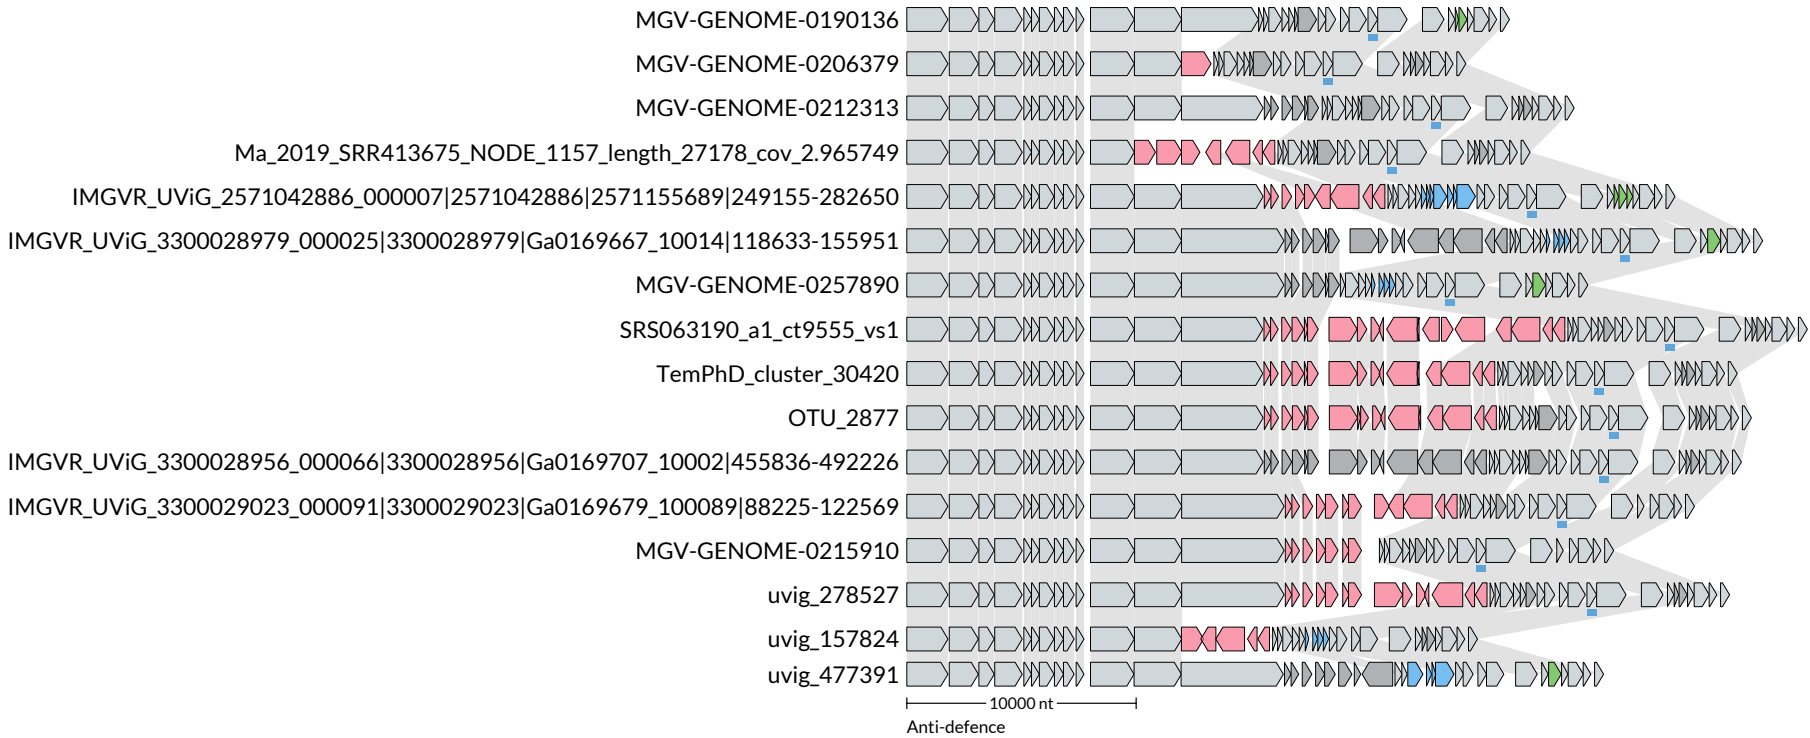 MGV-GENOME-0190136
MGV-GENOME-0206379
MGV-GENOME-0212313
Ma_2019_SRR413675_NODE_1157_length_27178_cov_2.965749
IMGVR_UViG_2571042886_000007|2571042886|2571155689|249155-282650
IMGVR_UViG_3300028979_000025|3300028979|Ga0169667_10014|118633-155951
MGV-GENOME-0257890
SRS063190_a1_ct9555_vs1
TemPhD_cluster_30420
OTU_2877
IMGVR_UViG_3300028956_000066|3300028956|Ga0169707_10002|455836-492226
IMGVR_UViG_3300029023_000091|3300029023|Ga0169679_100089|88225-122569
MGV-GENOME-0215910
uvig_278527
uvig_157824
uvig_477391
10000 nt
Anti-defence